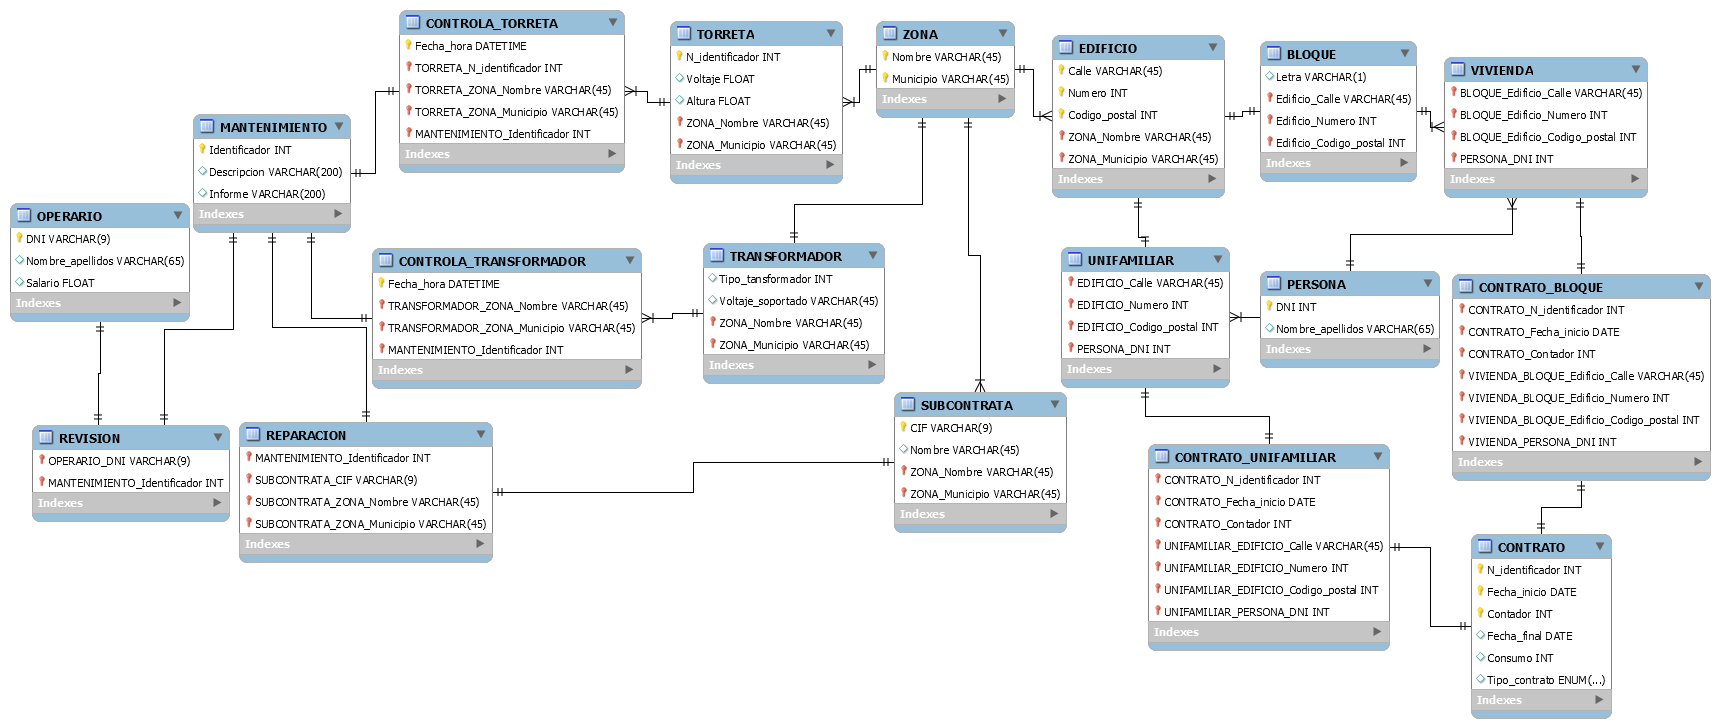 CONTROLA_TORRETA
Fecha_hora DATETIME
TORRETA_N_identificador INT
TORRETA_ZONA_Nombre VARCHAR(45)
TORRETA_ZONA_Municipio VARCHAR(45)
MANTENIMIENTO_Identificador INT
Indexes
TORRETA
N_identificador INT
Voltaje FLOAT
Altura FLOAT
ZONA_Nombre VARCHAR(45)
ZONA_Municipio VARCHAR(45)
Indexes
ZONA
Nombre VARCHAR(45)
Municipio VARCHAR(45)
Indexes
EDIFICIO
Calle VARCHAR(45)
Numero INT
Codigo_postal INT
ZONA_Nombre VARCHAR(45)
ZONA_Municipio VARCHAR(45)
Indexes
BLOQUE
Letra VARCHAR(1)
Edificio_Calle VARCHAR(45)
Edificio_Numero INT
Edificio_Codigo_postal INT
Indexes
VIVIENDA
BLOQUE_Edificio_Calle VARCHAR(45)
BLOQUE_Edificio_Numero INT
BLOQUE_Edificio_Codigo_postal INT
PERSONA_DNI INT
Indexes
MANTENIMIENTO
Identificador INT
Descripcion VARCHAR(200)
Informe VARCHAR(200)
Indexes
OPERARIO
DNI VARCHAR(9)
Nombre_apellidos VARCHAR(65)
Salario FLOAT
Indexes
CONTROLA_TRANSFORMADOR
Fecha_hora DATETIME
TRANSFORMADOR_ZONA_Nombre VARCHAR(45)
TRANSFORMADOR_ZONA_Municipio VARCHAR(45)
MANTENIMIENTO_Identificador INT
Indexes
TRANSFORMADOR
Tipo_tansformador INT
Voltaje_soportado VARCHAR(45)
ZONA_Nombre VARCHAR(45)
ZONA_Municipio VARCHAR(45)
Indexes
UNIFAMILIAR
EDIFICIO_Calle VARCHAR(45)
EDIFICIO_Numero INT
EDIFICIO_Codigo_postal INT
PERSONA_DNI INT
Indexes
PERSONA
DNI INT
Nombre_apellidos VARCHAR(65)
Indexes
CONTRATO_BLOQUE
CONTRATO_N_identificador INT
CONTRATO_Fecha_inicio DATE
CONTRATO_Contador INT
VIVIENDA_BLOQUE_Edificio_Calle VARCHAR(45)
VIVIENDA_BLOQUE_Edificio_Numero INT
VIVIENDA_BLOQUE_Edificio_Codigo_postal INT
VIVIENDA_PERSONA_DNI INT
Indexes
REVISION
OPERARIO_DNI VARCHAR(9)
MANTENIMIENTO_Identificador INT
Indexes
REPARACION
MANTENIMIENTO_Identificador INT
SUBCONTRATA_CIF VARCHAR(9)
SUBCONTRATA_ZONA_Nombre VARCHAR(45)
SUBCONTRATA_ZONA_Municipio VARCHAR(45)
Indexes
SUBCONTRATA
CIF VARCHAR(9)
Nombre VARCHAR(45)
ZONA_Nombre VARCHAR(45)
ZONA_Municipio VARCHAR(45)
Indexes
CONTRATO_UNIFAMILIAR
CONTRATO_N_identificador INT
CONTRATO_Fecha_inicio DATE
CONTRATO_Contador INT
UNIFAMILIAR_EDIFICIO_Calle VARCHAR(45)
UNIFAMILIAR_EDIFICIO_Numero INT
UNIFAMILIAR_EDIFICIO_Codigo_postal INT
UNIFAMILIAR_PERSONA_DNI INT
Indexes
CONTRATO
N_identificador INT
Fecha_inicio DATE
Contador INT
Fecha_final DATE
Consumo INT
Tipo_contrato ENUM(...)
Indexes